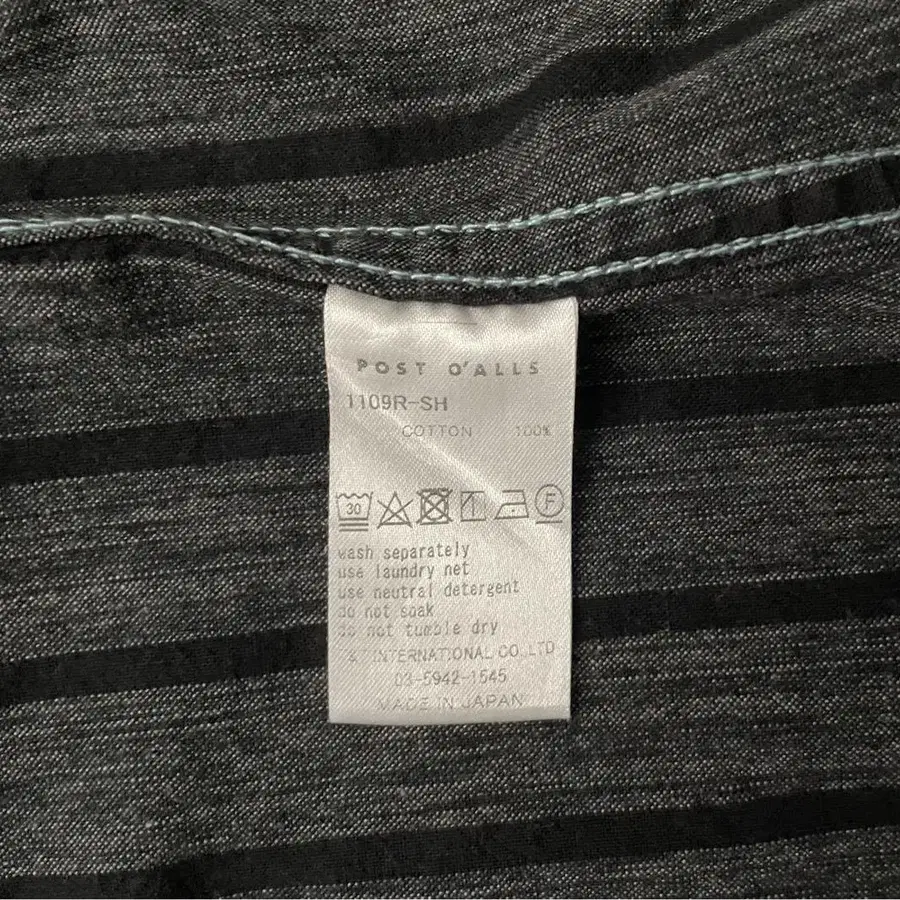 POST O'ALLS
1109R-SH
COTTON 100%
30 F
wash separately
use laundry net
use neutral detergent
do not soak
do not tumble dry
INTERNATIONAL CO.,LTD
03-5942-1545
MADE IN JAPAN